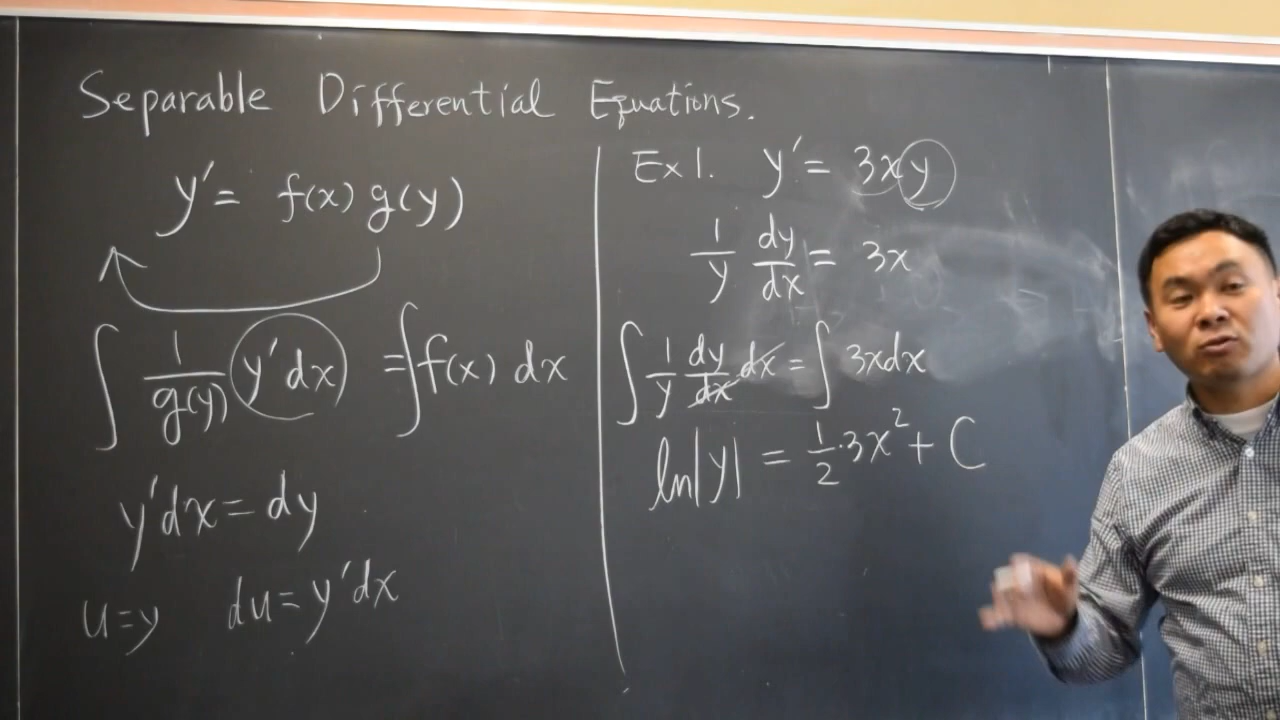 Separable Differential Equations.
y' = f(x) g(y)
∫ 1/g(y) y'dx = ∫ f(x) dx
y'dx = dy
u=y du = y'dx
Ex 1. y' = 3xy
1/y dy/dx = 3x
∫ 1/y dy/dx dx = ∫ 3xdx
ln|y| = 1/2·3x² + C